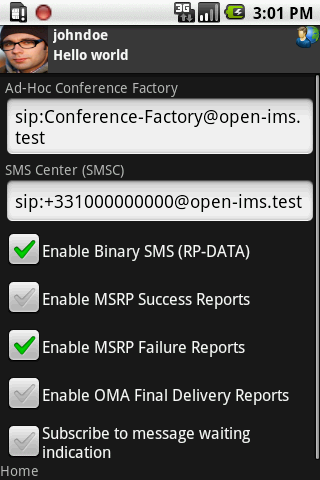 3G
3:01 PM
johndoe
Hello world
Ad-Hoc Conference Factory
sip:Conference-Factory@open-ims.
test
SMS Center (SMSC)
sip:+331000000000@open-ims.test
Enable Binary SMS (RP-DATA)
Enable MSRP Success Reports
Enable MSRP Failure Reports
Enable OMA Final Delivery Reports
Subscribe to message waiting
indication
Home